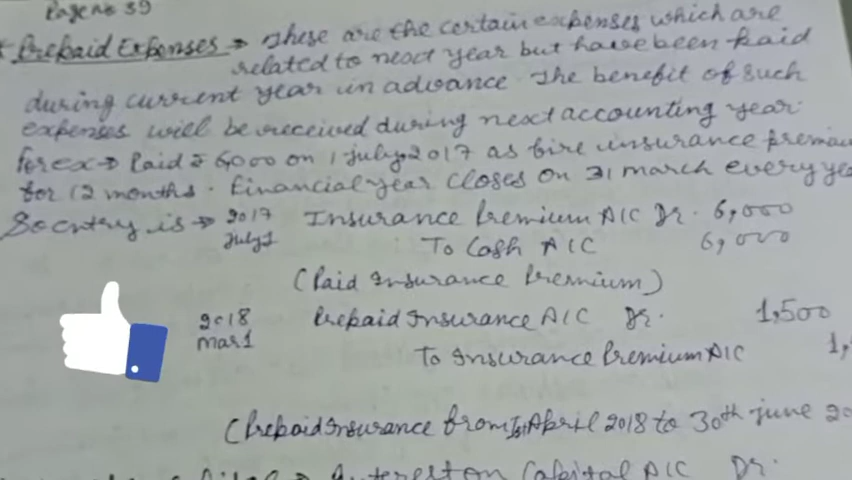 Page no 39
* Prepaid Expenses → These are the certain expenses which are
related to next year but have been paid
during current year in advance. The benefit of such
expenses will be received during next accounting year.
For ex → Paid ₹ 6,000 on 1 July, 2017 as fire insurance premium
for 12 months. Financial year closes on 31 march every
So entry is → 2017 Insurance Premium A/C Dr. 6,000
July 1 To Cash A/C 6,000
(Paid Insurance Premium)
2018 Prepaid Insurance A/C Dr. 1,500
Mar 1 To Insurance Premium A/C
(Prepaid Insurance from 1st April 2018 to 30th june
Interest on Capital A/C Dr.